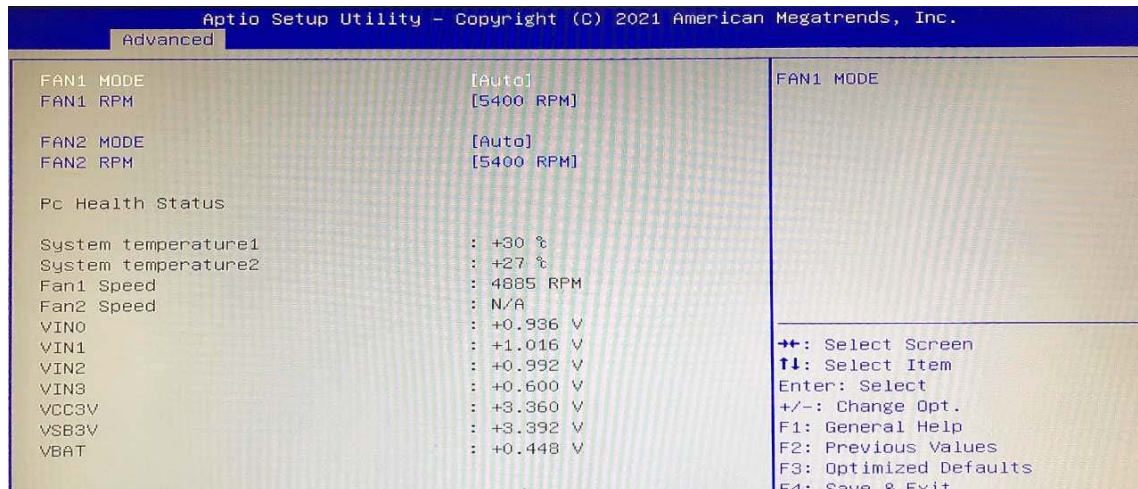 Aptio Setup Utility – Copyright (C) 2021 American Megatrends, Inc.
Advanced
FAN1 MODE [Auto]
FAN1 RPM [5400 RPM]
FAN2 MODE [Auto]
FAN2 RPM [5400 RPM]
Pc Health Status
System temperature1 : +30 ℃
System temperature2 : +27 ℃
Fan1 Speed : 4885 RPM
Fan2 Speed : N/A
VIN0 : +0.936 V
VIN1 : +1.016 V
VIN2 : +0.992 V
VIN3 : +0.600 V
VCC3V : +3.360 V
VSB3V : +3.392 V
VBAT : +0.448 V
FAN1 MODE
→←: Select Screen
↑↓: Select Item
Enter: Select
+/-: Change Opt.
F1: General Help
F2: Previous Values
F3: Optimized Defaults
F4: Save & Exit